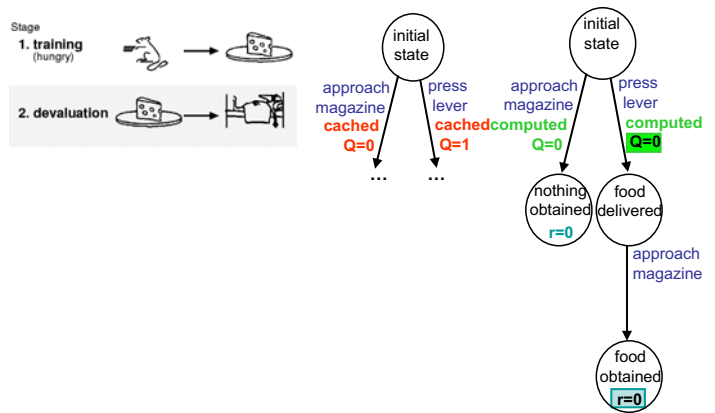 Stage
1. training
(hungry)
2. devaluation
initial
state
approach
magazine
cached
Q=0
press
lever
cached
Q=1
...
...
initial
state
approach
magazine
computed
Q=0
press
lever
computed
Q=0
nothing
obtained
r=0
food
delivered
approach
magazine
food
obtained
r=0